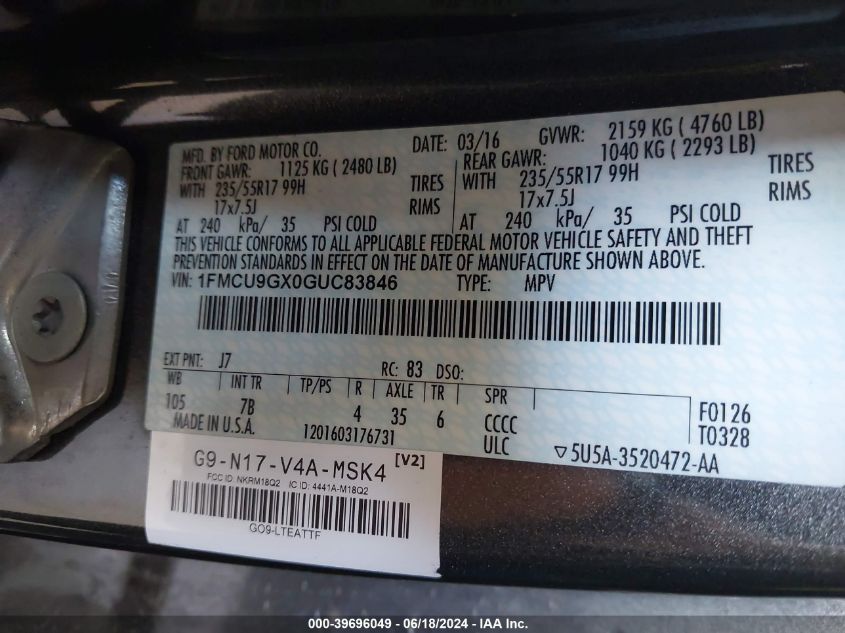 MFD. BY FORD MOTOR CO. DATE: 03/16 GVWR: 2159 KG ( 4760 LB)
FRONT GAWR: 1125 KG ( 2480 LB) REAR GAWR: 1040 KG ( 2293 LB)
WITH 235/55R17 99H TIRES WITH 235/55R17 99H TIRES
17x7.5J RIMS 17x7.5J RIMS
AT 240 kPa/ 35 PSI COLD AT 240 kPa/ 35 PSI COLD
THIS VEHICLE CONFORMS TO ALL APPLICABLE FEDERAL MOTOR VEHICLE SAFETY AND THEFT
PREVENTION STANDARDS IN EFFECT ON THE DATE OF MANUFACTURE SHOWN ABOVE.
VIN: 1FMCU9GX0GUC83846 TYPE: MPV
EXT PNT: J7 RC: 83 DSO:
WB INT TR TP/PS R AXLE TR SPR
105 7B 4 35 6 CCCC F0126
MADE IN U.S.A. 1201603176731 ULC T0328
▽5U5A-3520472-AA
G9-N17-V4A-MSK4 [V2]
FCC ID: NKRM18Q2 IC ID: 4441A-M18Q2
GO9-LTEATTF
000-39696049 - 06/18/2024 - IAA Inc.